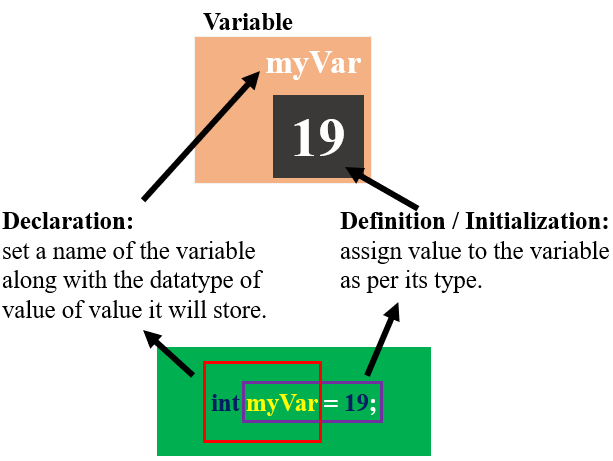 Variable
myVar
19
Declaration:
set a name of the variable
along with the datatype of
value of value it will store.
Definition / Initialization:
assign value to the variable
as per its type.
int myVar = 19;